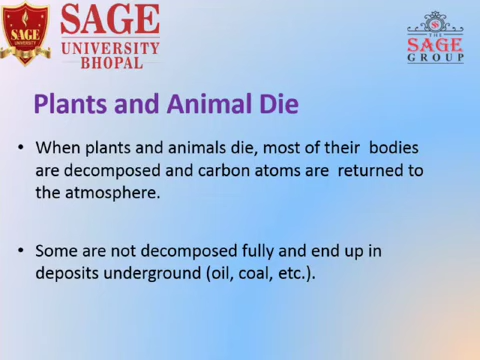 SAGE
UNIVERSITY
SAGE
UNIVERSITY
BHOPAL
THE
SAGE
GROUP
Plants and Animal Die
• When plants and animals die, most of their bodies
are decomposed and carbon atoms are returned to
the atmosphere.
• Some are not decomposed fully and end up in
deposits underground (oil, coal, etc.).